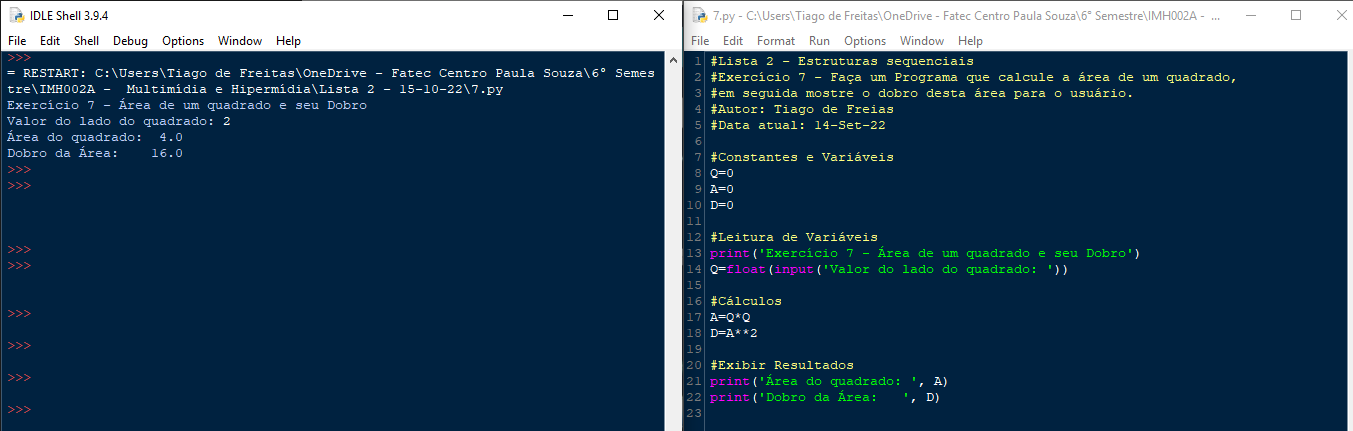 IDLE Shell 3.9.4
File Edit Shell Debug Options Window Help
>>>
= RESTART: C:\Users\Tiago de Freitas\OneDrive - Fatec Centro Paula Souza\6° Semes
tre\IMH002A -  Multimídia e Hipermídia\Lista 2 - 15-10-22\7.py
Exercício 7 - Área de um quadrado e seu Dobro
Valor do lado do quadrado: 2
Área do quadrado:  4.0
Dobro da Área:    16.0
>>>
>>>
>>>
>>>
>>>
>>>
>>>
>>>
7.py - C:\Users\Tiago de Freitas\OneDrive - Fatec Centro Paula Souza\6° Semestre\IMH002A - ...
File Edit Format Run Options Window Help
1 #Lista 2 - Estruturas sequenciais
2 #Exercício 7 - Faça um Programa que calcule a área de um quadrado,
3 #em seguida mostre o dobro desta área para o usuário.
4 #Autor: Tiago de Freias
5 #Data atual: 14-Set-22
6
7 #Constantes e Variáveis
8 Q=0
9 A=0
10 D=0
11
12 #Leitura de Variáveis
13 print('Exercício 7 - Área de um quadrado e seu Dobro')
14 Q=float(input('Valor do lado do quadrado: '))
15
16 #Cálculos
17 A=Q*Q
18 D=A**2
19
20 #Exibir Resultados
21 print('Área do quadrado: ', A)
22 print('Dobro da Área:   ', D)
23